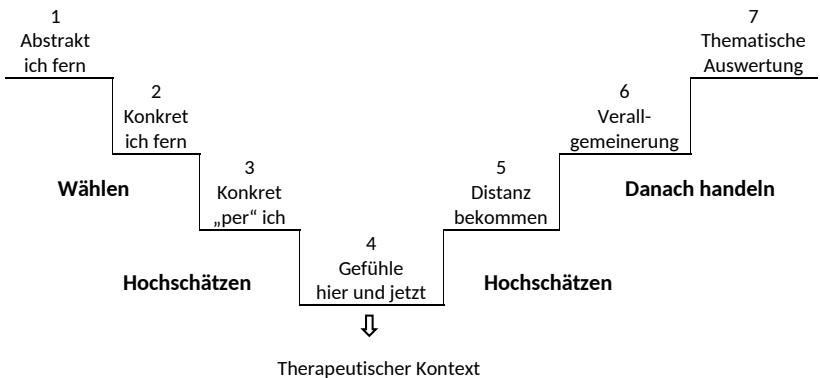 1
Abstrakt
ich fern
2
Konkret
ich fern
3
Konkret
„per“ ich
4
Gefühle
hier und jetzt
5
Distanz
bekommen
6
Verall-
gemeinerung
7
Thematische
Auswertung
Wählen
Danach handeln
Hochschätzen
Hochschätzen
Therapeutischer Kontext